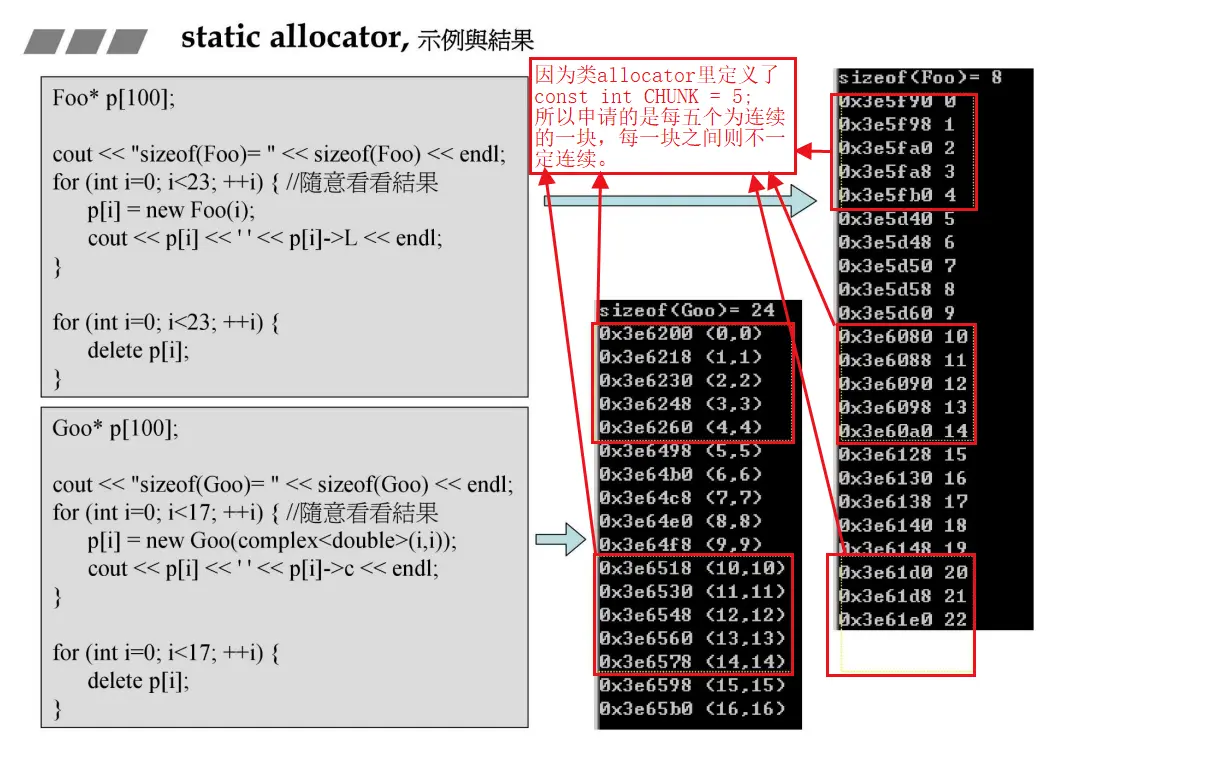 static allocator, 示例與結果
Foo* p[100];
cout << "sizeof(Foo)= " << sizeof(Foo) << endl;
for (int i=0; i<23; ++i) { //隨意看看結果
p[i] = new Foo(i);
cout << p[i] << ' ' << p[i]->L << endl;
}
for (int i=0; i<23; ++i) {
delete p[i];
}
Goo* p[100];
cout << "sizeof(Goo)= " << sizeof(Goo) << endl;
for (int i=0; i<17; ++i) { //隨意看看結果
p[i] = new Goo(complex<double>(i,i));
cout << p[i] << ' ' << p[i]->c << endl;
}
for (int i=0; i<17; ++i) {
delete p[i];
}
因为类allocator里定义了
const int CHUNK = 5;
所以申请的是每五个为连续
的一块，每一块之间则不一
定连续。
sizeof(Goo)= 24
0x3e6200 (0,0)
0x3e6218 (1,1)
0x3e6230 (2,2)
0x3e6248 (3,3)
0x3e6260 (4,4)
0x3e6498 (5,5)
0x3e64b0 (6,6)
0x3e64c8 (7,7)
0x3e64e0 (8,8)
0x3e64f8 (9,9)
0x3e6518 (10,10)
0x3e6530 (11,11)
0x3e6548 (12,12)
0x3e6560 (13,13)
0x3e6578 (14,14)
0x3e6598 (15,15)
0x3e65b0 (16,16)
sizeof(Foo)= 8
0x3e5f90 0
0x3e5f98 1
0x3e5fa0 2
0x3e5fa8 3
0x3e5fb0 4
0x3e5d40 5
0x3e5d48 6
0x3e5d50 7
0x3e5d58 8
0x3e5d60 9
0x3e6080 10
0x3e6088 11
0x3e6090 12
0x3e6098 13
0x3e60a0 14
0x3e6128 15
0x3e6130 16
0x3e6138 17
0x3e6140 18
0x3e6148 19
0x3e61d0 20
0x3e61d8 21
0x3e61e0 22